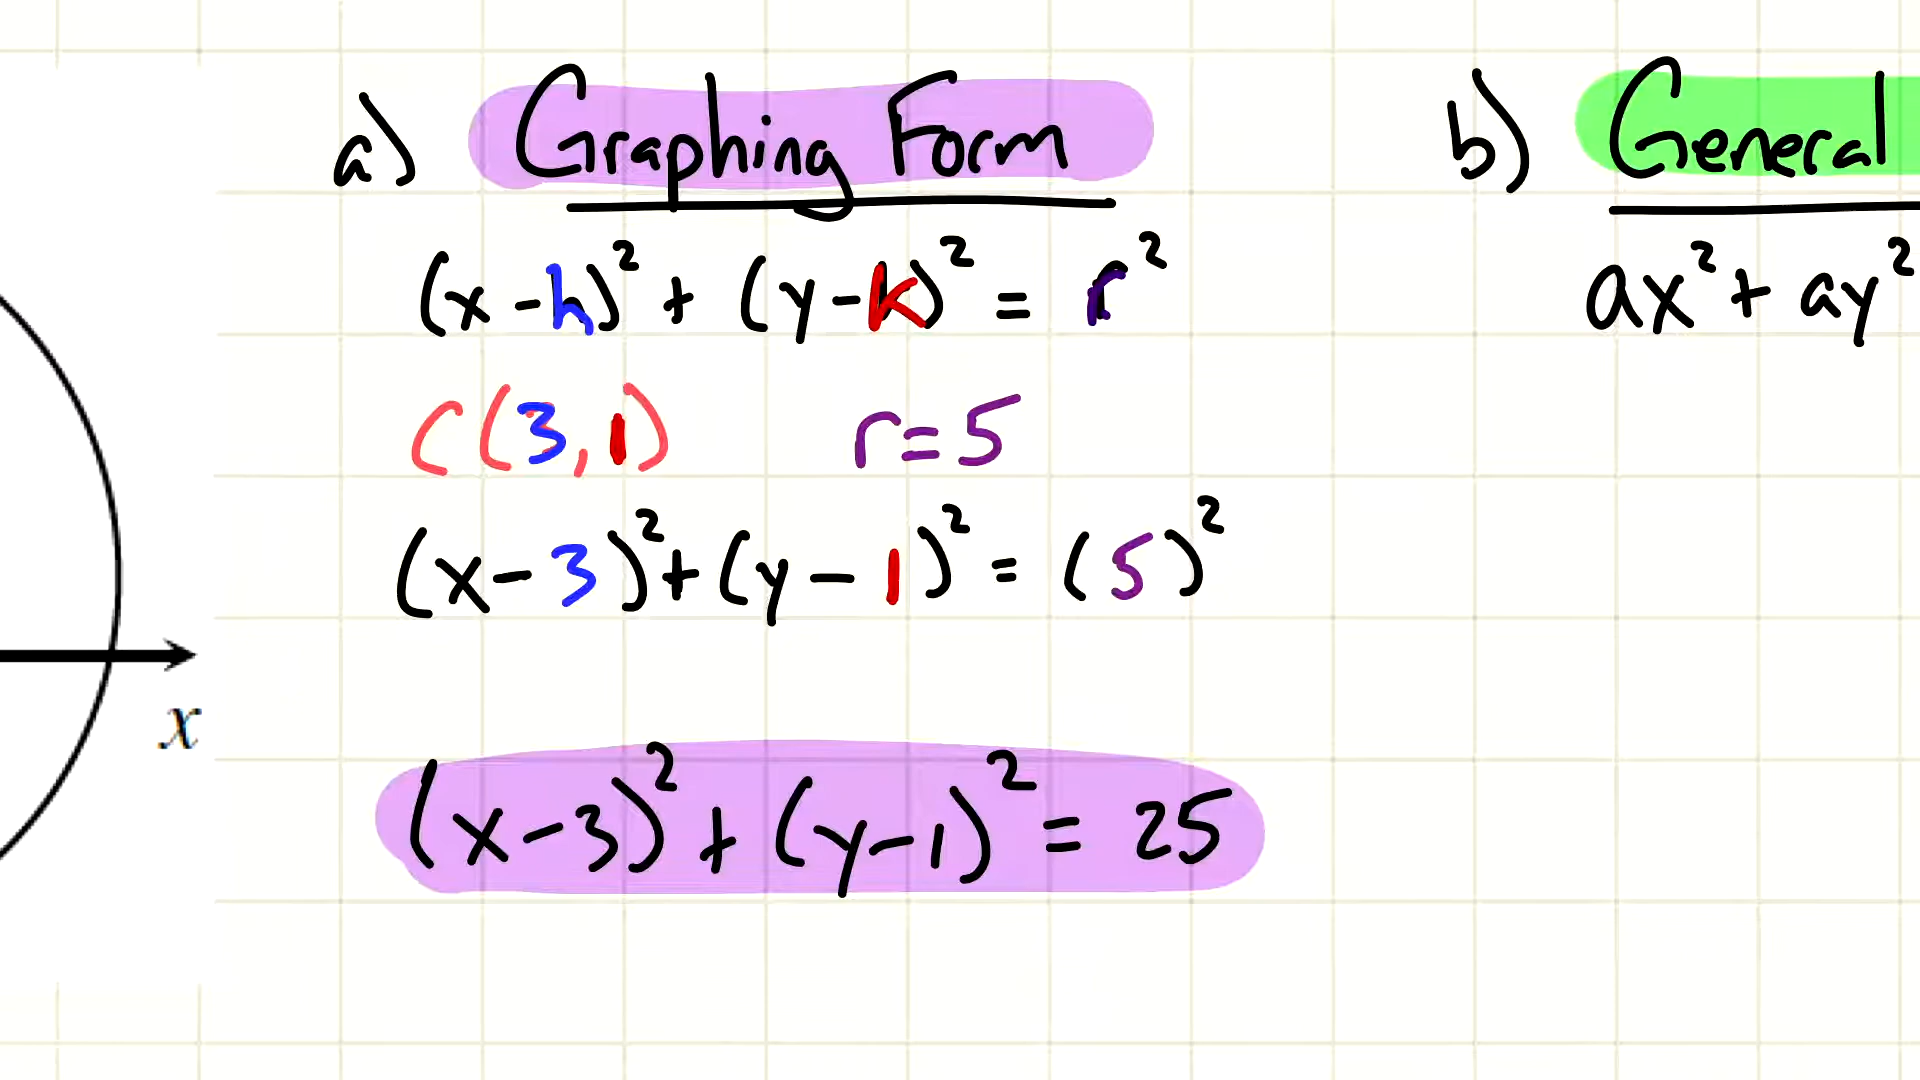 a) Graphing Form
(x-h)² + (y-k)² = r²
C(3,1) r=5
(x-3)²+(y-1)² = (5)²
x
(x-3)²+(y-1)² = 25
b) General
ax²+ay²